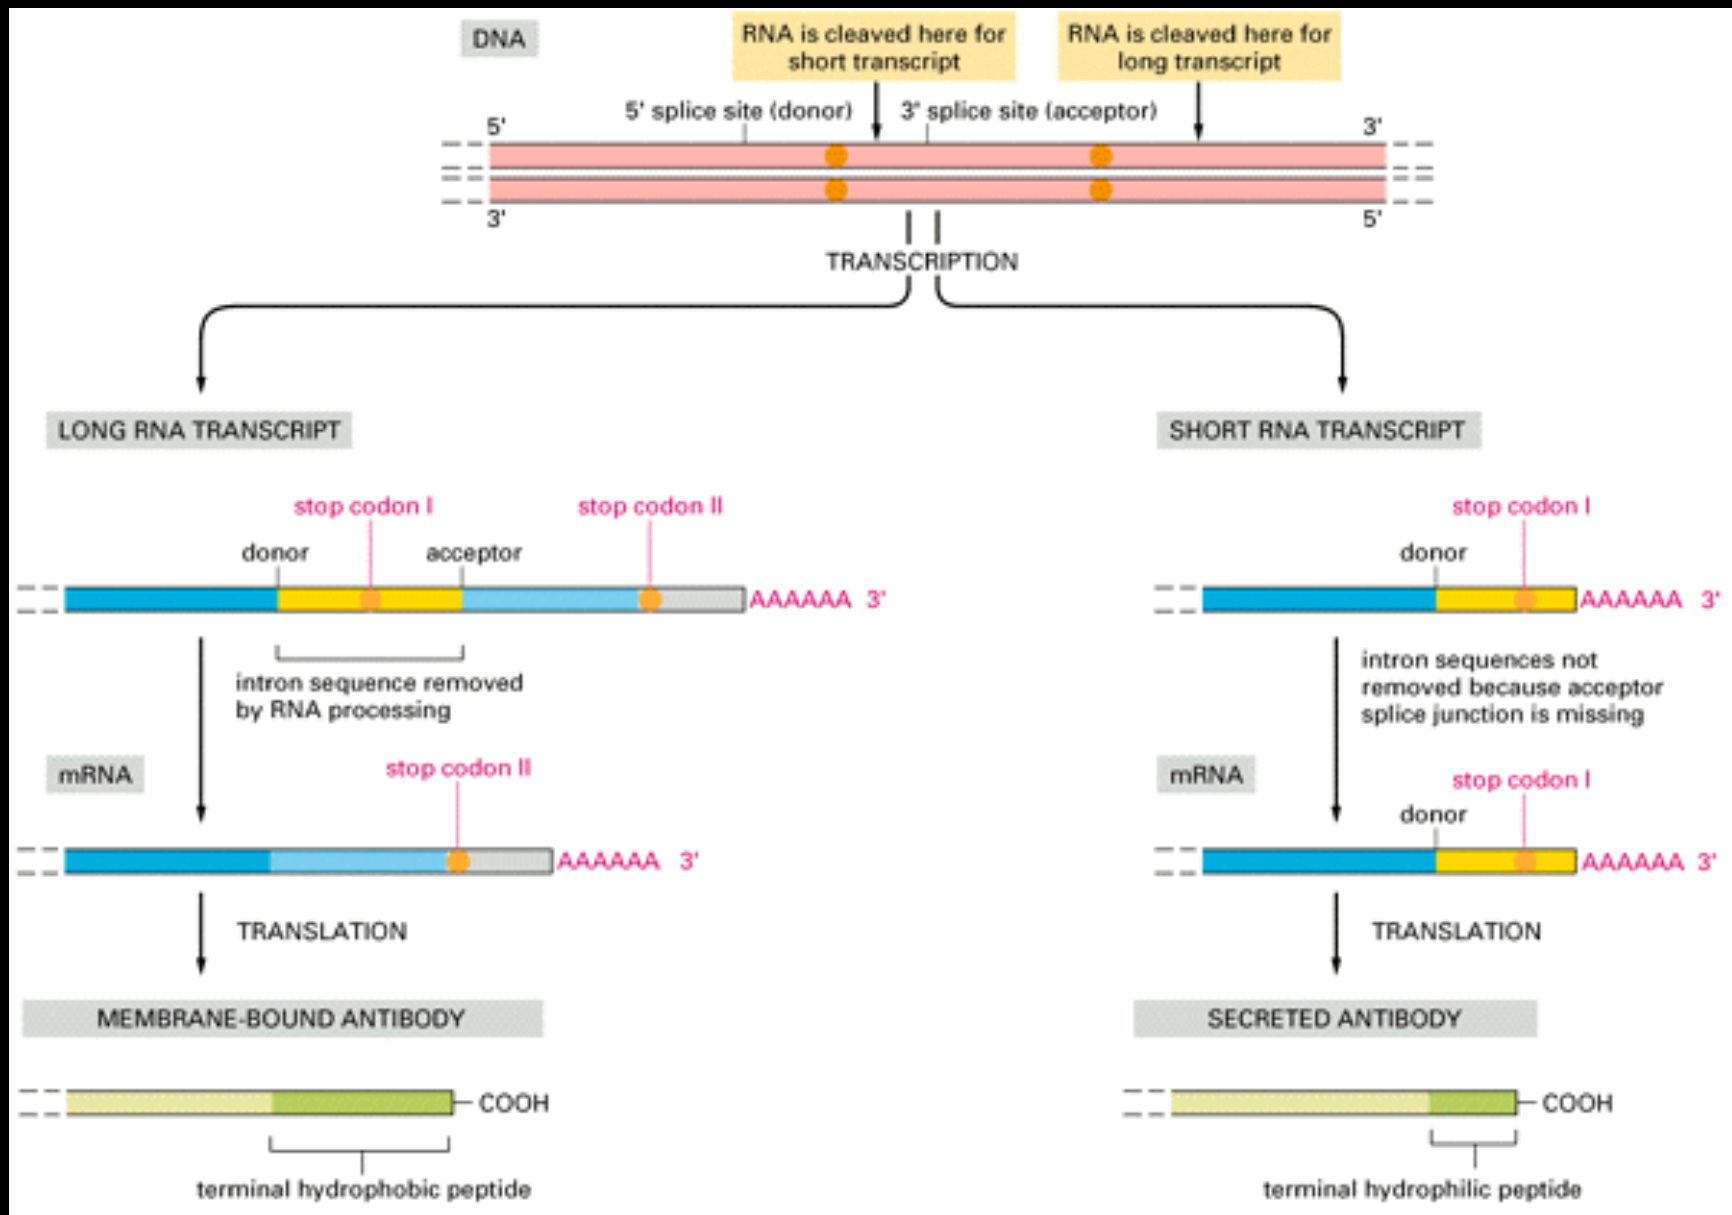 DNA
RNA is cleaved here for
short transcript
RNA is cleaved here for
long transcript
5' splice site (donor)
3' splice site (acceptor)
5'
3'
3'
5'
TRANSCRIPTION
LONG RNA TRANSCRIPT
stop codon I
stop codon II
donor
acceptor
AAAAAA 3'
intron sequence removed
by RNA processing
mRNA
stop codon II
AAAAAA 3'
TRANSLATION
MEMBRANE-BOUND ANTIBODY
COOH
terminal hydrophobic peptide
SHORT RNA TRANSCRIPT
stop codon I
donor
AAAAAA 3'
intron sequences not
removed because acceptor
splice junction is missing
mRNA
stop codon I
donor
AAAAAA 3'
TRANSLATION
SECRETED ANTIBODY
COOH
terminal hydrophilic peptide